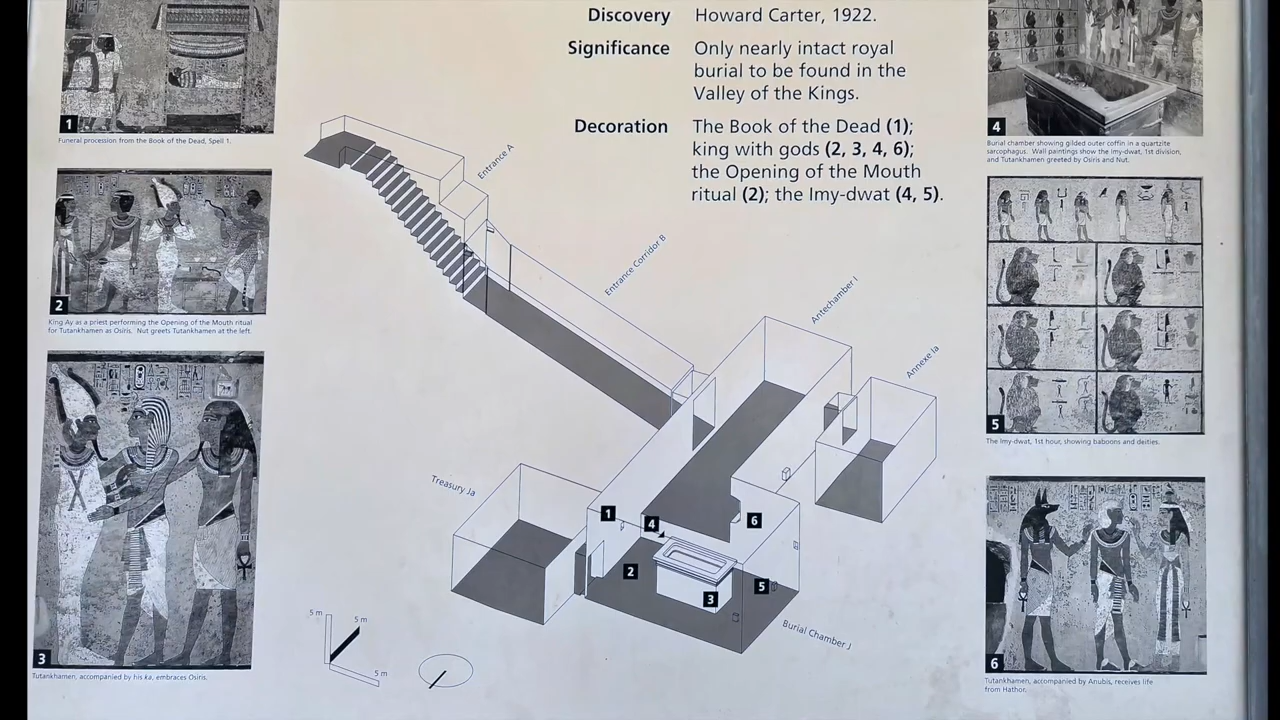 Discovery Howard Carter, 1922.
Significance Only nearly intact royal
burial to be found in the
Valley of the Kings.
Decoration The Book of the Dead (1);
king with gods (2, 3, 4, 6);
the Opening of the Mouth
ritual (2); the Imy-dwat (4, 5).
1
Funeral procession from the Book of the Dead, Spell 1.
2
King Ay as a priest performing the Opening of the Mouth ritual
for Tutankhamen as Osiris. Nut greets Tutankhamen at the left.
3
Tutankhamen, accompanied by his ka, embraces Osiris.
Entrance A
Entrance Corridor B
Antechamber I
Annexe Ia
Treasury Ja
Burial Chamber J
1
4
6
2
5
3
5 m
5 m
5 m
4
Burial chamber showing gilded outer coffin in a quartzite
sarcophagus. Wall paintings show the Imy-dwat, 1st division,
and Tutankhamen greeted by Osiris and Nut.
5
The Imy-dwat, 1st hour, showing baboons and deities.
6
Tutankhamen, accompanied by Anubis, receives life
from Hathor.